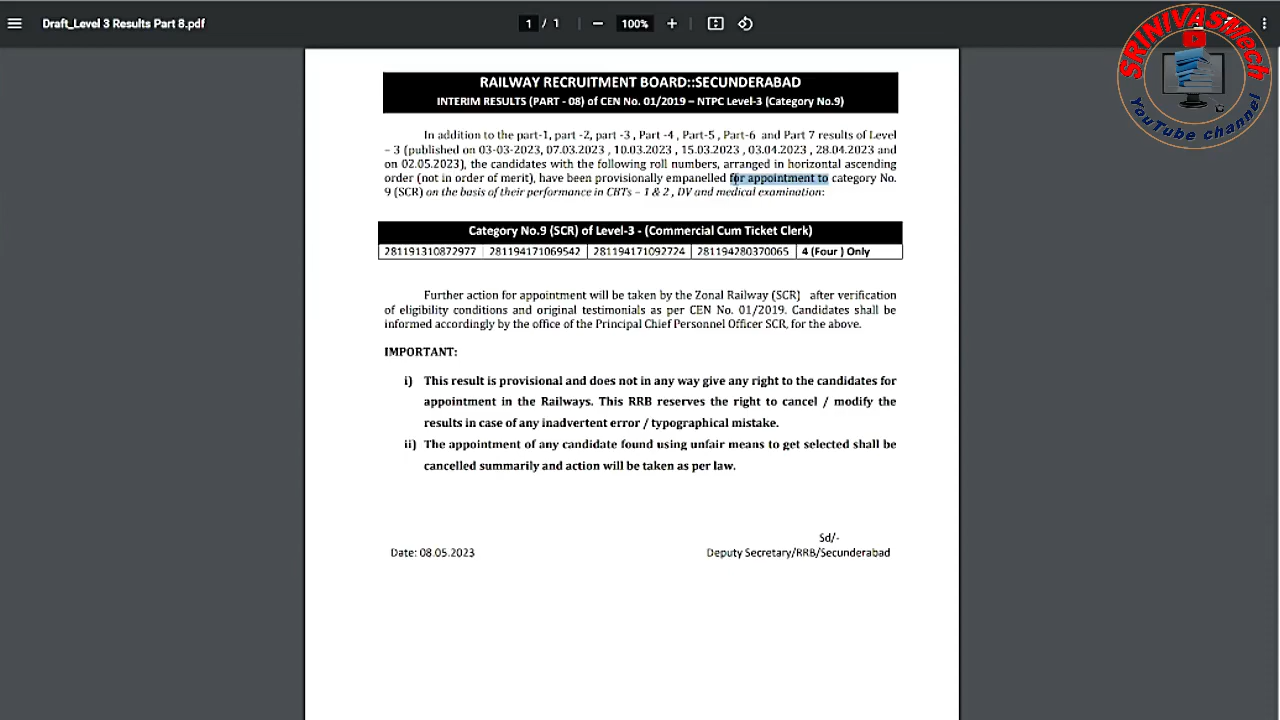 Draft_Level 3 Results Part 8.pdf
1 / 1
100%
SRINIVASMech
YouTube channel
RAILWAY RECRUITMENT BOARD::SECUNDERABAD
INTERIM RESULTS (PART - 08) of CEN No. 01/2019 – NTPC Level-3 (Category No.9)
In addition to the part-1, part -2, part -3 , Part -4 , Part-5 , Part-6 and Part 7 results of Level
– 3 (published on 03-03-2023, 07.03.2023 , 10.03.2023 , 15.03.2023 , 03.04.2023 , 28.04.2023 and
on 02.05.2023), the candidates with the following roll numbers, arranged in horizontal ascending
order (not in order of merit), have been provisionally empanelled for appointment to category No.
9 (SCR) on the basis of their performance in CBTs – 1 & 2 , DV and medical examination:
Category No.9 (SCR) of Level-3 - (Commercial Cum Ticket Clerk)
281191310872977 281194171069542 281194171092724 281194280370065 4 (Four ) Only
Further action for appointment will be taken by the Zonal Railway (SCR) after verification
of eligibility conditions and original testimonials as per CEN No. 01/2019. Candidates shall be
informed accordingly by the office of the Principal Chief Personnel Officer SCR, for the above.
IMPORTANT:
i) This result is provisional and does not in any way give any right to the candidates for
appointment in the Railways. This RRB reserves the right to cancel / modify the
results in case of any inadvertent error / typographical mistake.
ii) The appointment of any candidate found using unfair means to get selected shall be
cancelled summarily and action will be taken as per law.
Sd/-
Date: 08.05.2023 Deputy Secretary/RRB/Secunderabad